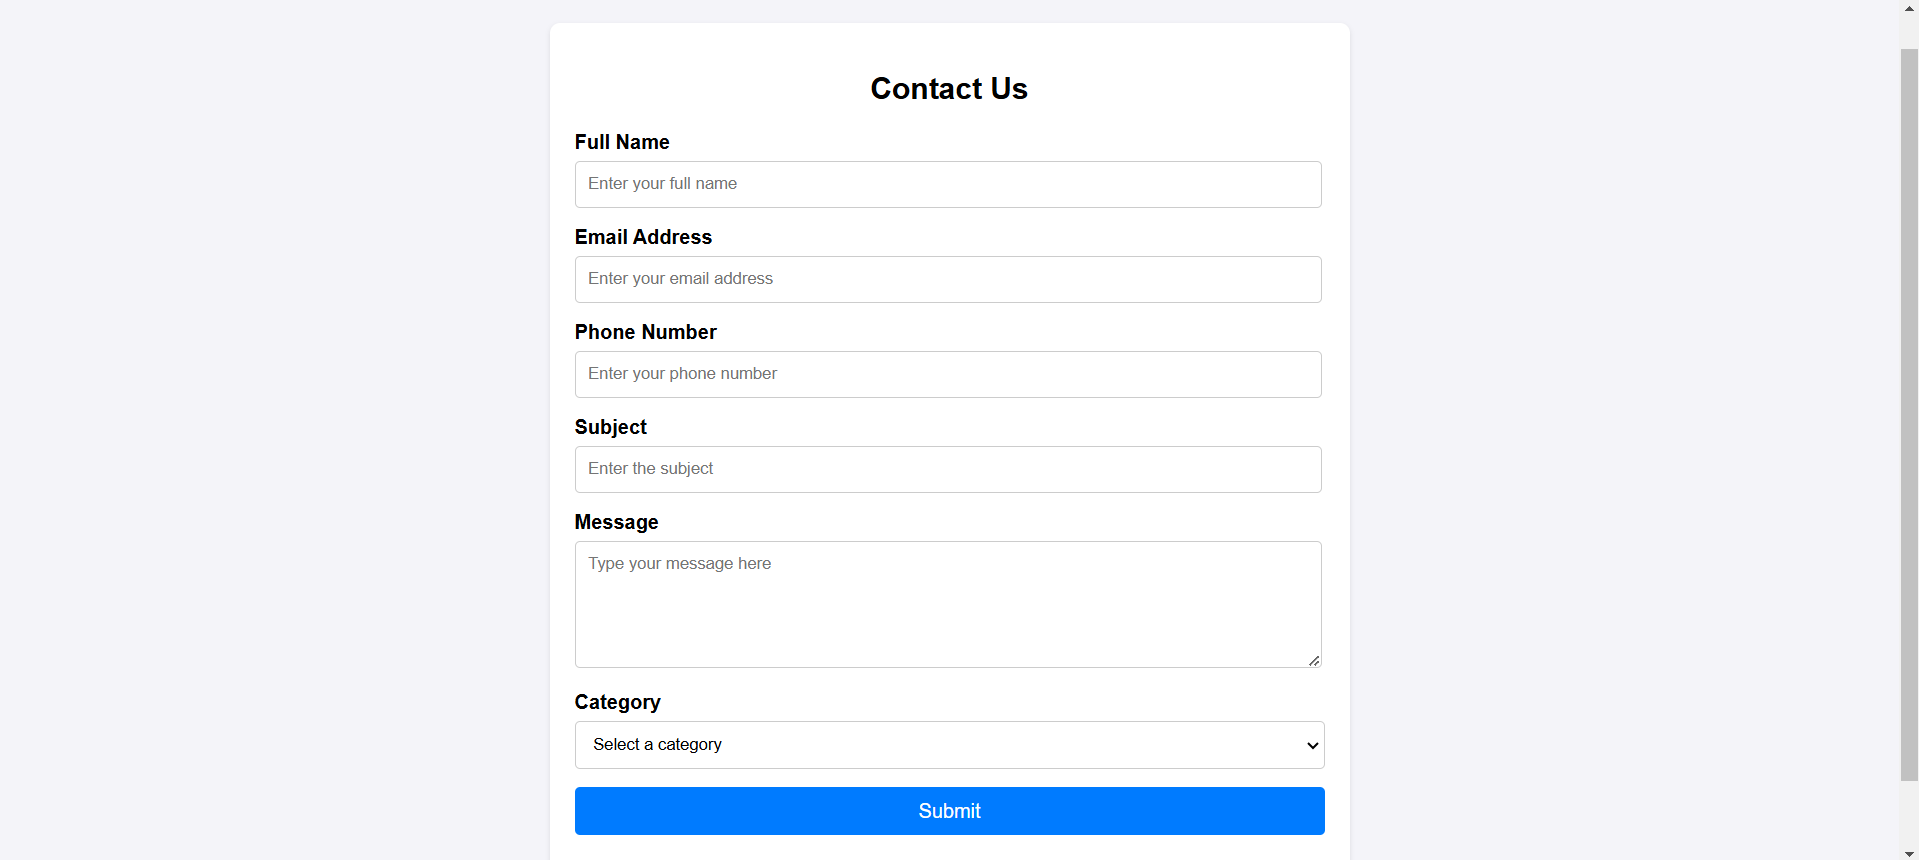 Contact Us
Full Name
Enter your full name
Email Address
Enter your email address
Phone Number
Enter your phone number
Subject
Enter the subject
Message
Type your message here
Category
Select a category
Submit